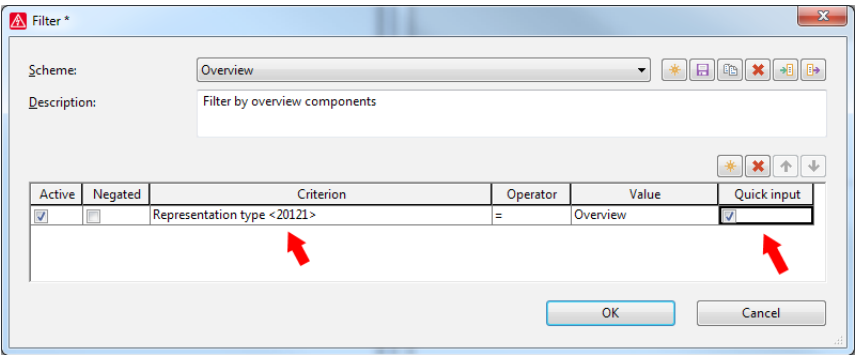 Filter *
Scheme:
Overview
Description:
Filter by overview components
Active Negated Criterion Operator Value Quick input
Representation type <20121> = Overview
OK Cancel